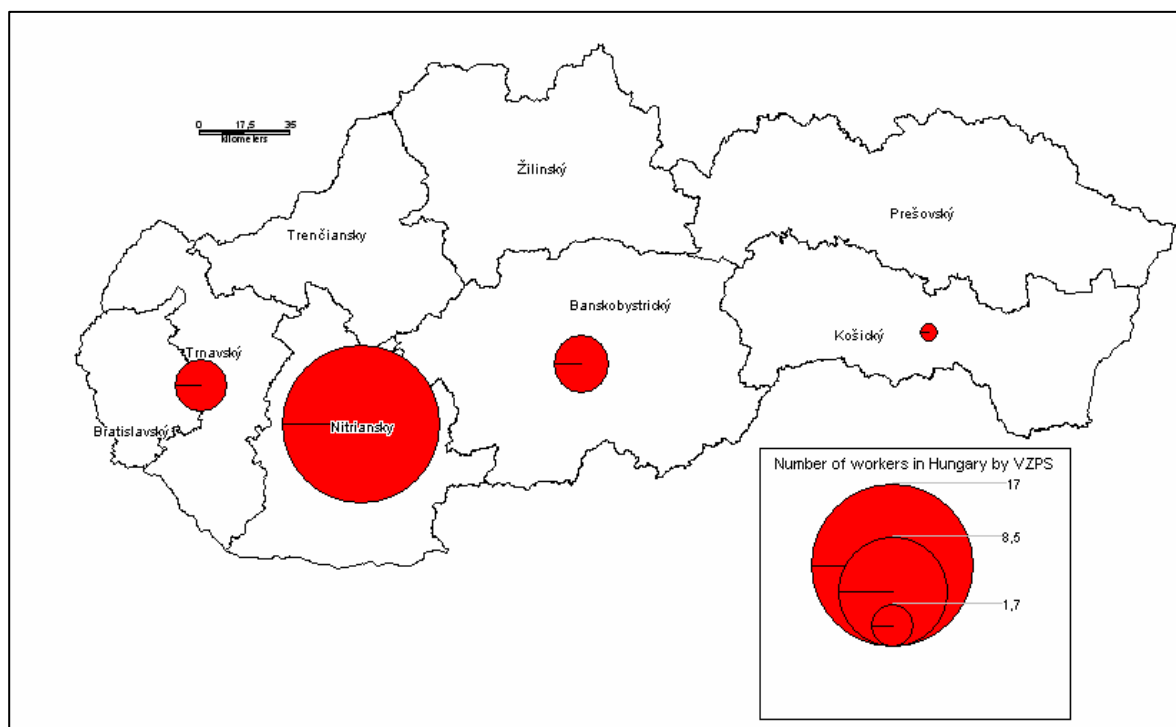 0 17,5 35
kilometers
Žilinský
Prešovský
Trenčiansky
Banskobystrický
Košický
Trnavský
Bratislavský
Nitriansky
Number of workers in Hungary by VZPS
17
8,5
1,7